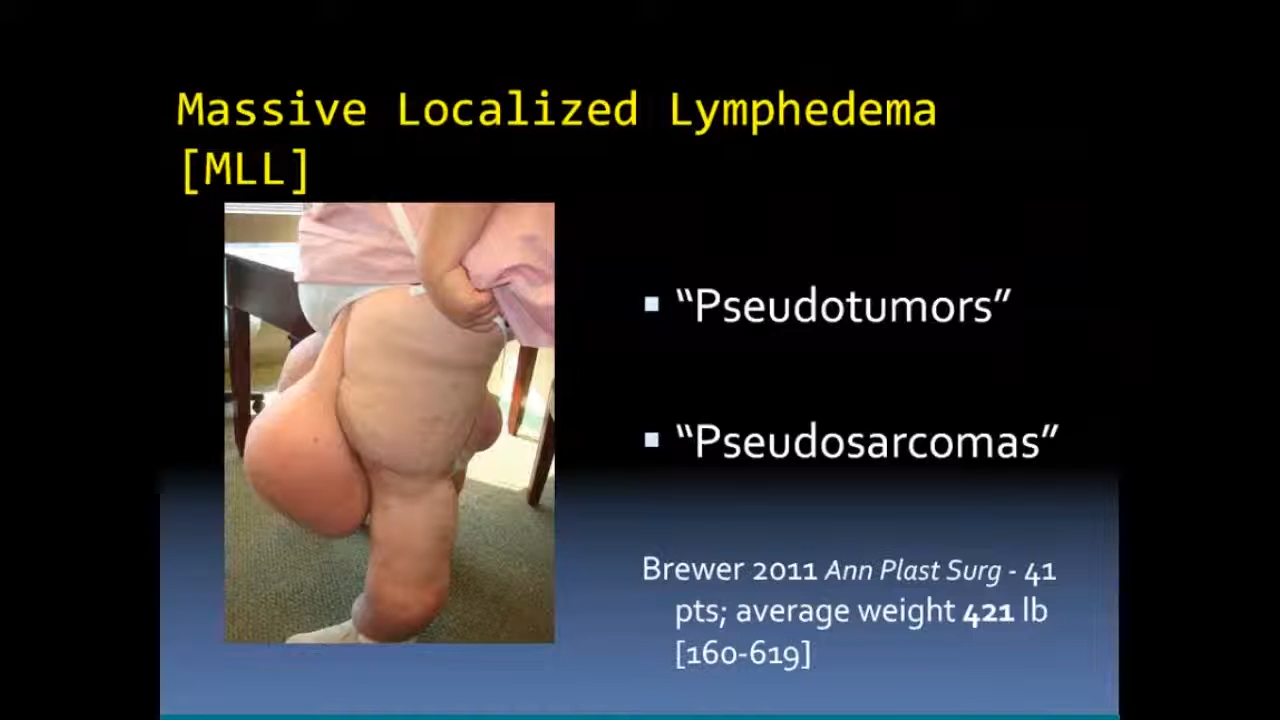 Massive Localized Lymphedema
[MLL]
▪ “Pseudotumors”
▪ “Pseudosarcomas”
Brewer 2011 Ann Plast Surg - 41
pts; average weight 421 lb
[160-619]